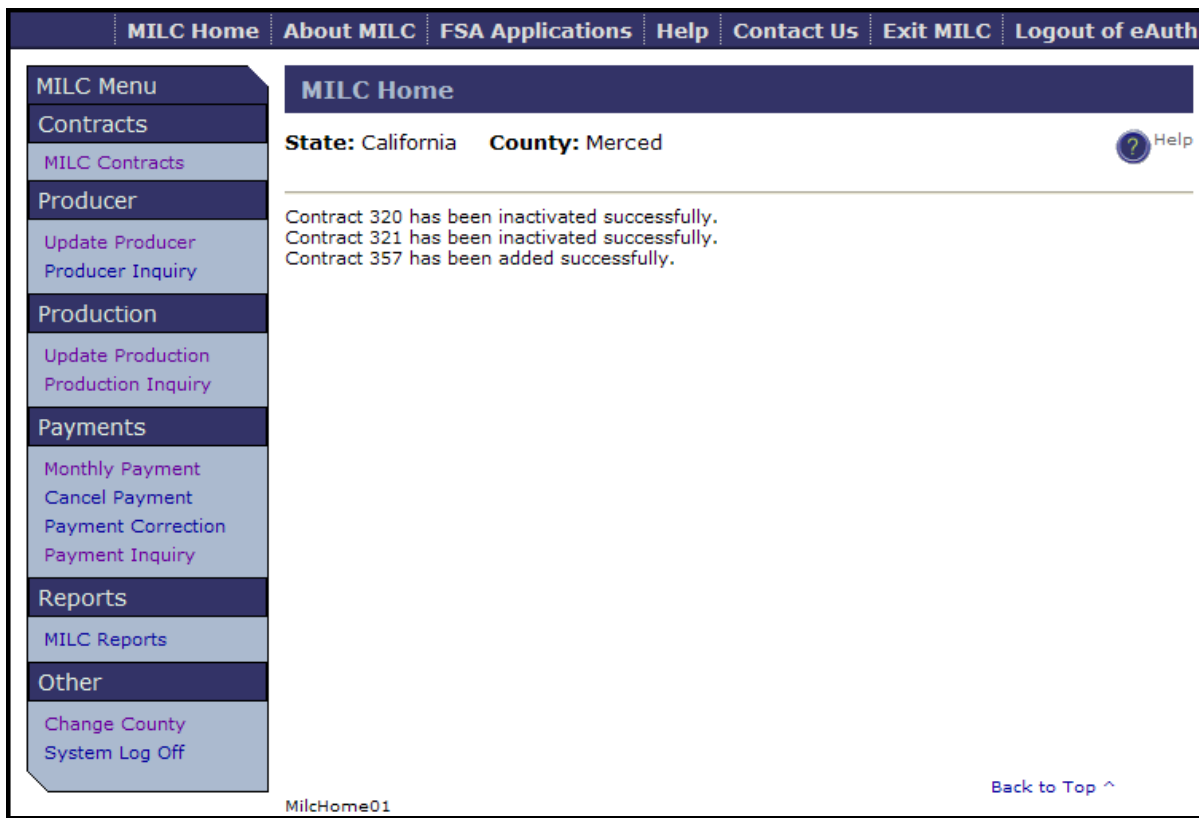 MILC Home About MILC FSA Applications Help Contact Us Exit MILC Logout of eAuth
MILC Menu
Contracts
MILC Contracts
Producer
Update Producer
Producer Inquiry
Production
Update Production
Production Inquiry
Payments
Monthly Payment
Cancel Payment
Payment Correction
Payment Inquiry
Reports
MILC Reports
Other
Change County
System Log Off
MILC Home
State: California County: Merced
? Help
Contract 320 has been inactivated successfully.
Contract 321 has been inactivated successfully.
Contract 357 has been added successfully.
Back to Top ^
MilcHome01